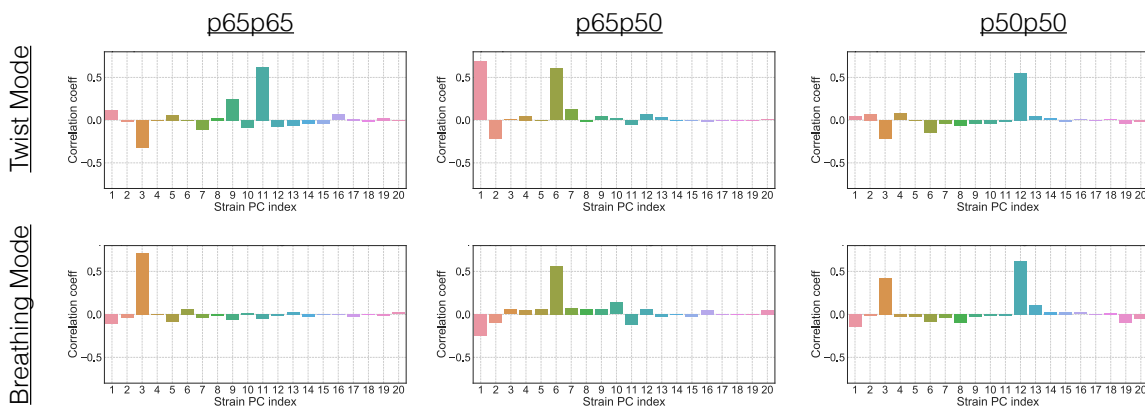 p65p65 p65p50 p50p50
Twist Mode
Correlation coeff
0.5
0.0
−0.5
1 2 3 4 5 6 7 8 9 10 11 12 13 14 15 16 17 18 19 20
Strain PC index
Correlation coeff
0.5
0.0
−0.5
1 2 3 4 5 6 7 8 9 10 11 12 13 14 15 16 17 18 19 20
Strain PC index
Correlation coeff
0.5
0.0
−0.5
1 2 3 4 5 6 7 8 9 10 11 12 13 14 15 16 17 18 19 20
Strain PC index
Breathing Mode
Correlation coeff
0.5
0.0
−0.5
1 2 3 4 5 6 7 8 9 10 11 12 13 14 15 16 17 18 19 20
Strain PC index
Correlation coeff
0.5
0.0
−0.5
1 2 3 4 5 6 7 8 9 10 11 12 13 14 15 16 17 18 19 20
Strain PC index
Correlation coeff
0.5
0.0
−0.5
1 2 3 4 5 6 7 8 9 10 11 12 13 14 15 16 17 18 19 20
Strain PC index